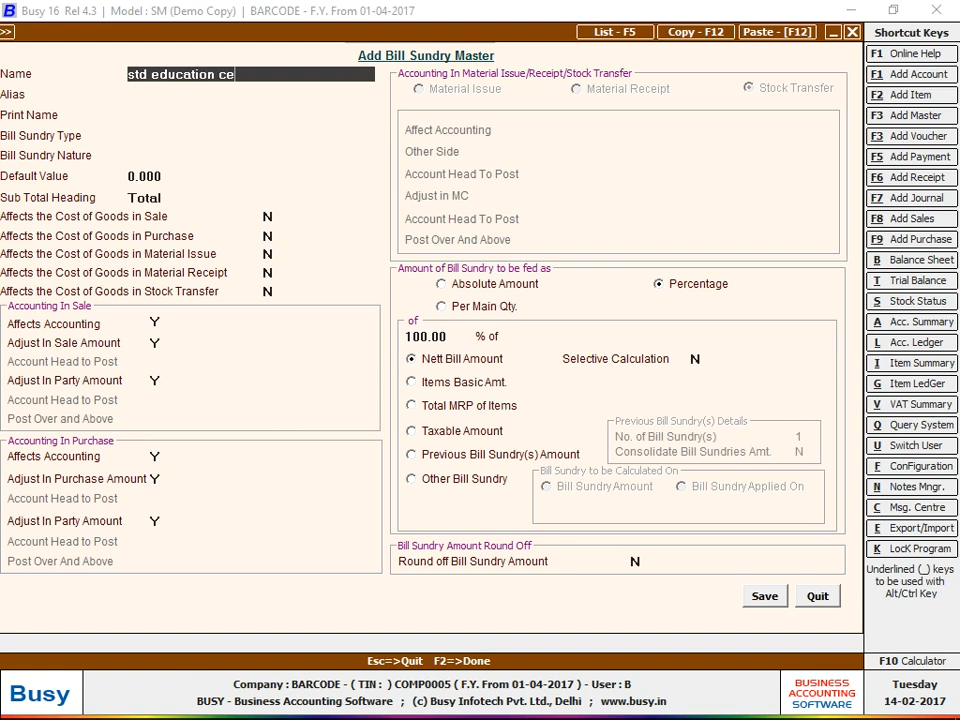 B Busy 16 Rel 4.3 | Model : SM (Demo Copy) | BARCODE - F.Y. From 01-04-2017
>> List - F5 Copy - F12 Paste - [F12] Shortcut Keys
Add Bill Sundry Master
Name std education ce
Alias
Print Name
Bill Sundry Type
Bill Sundry Nature
Default Value 0.000
Sub Total Heading Total
Affects the Cost of Goods in Sale N
Affects the Cost of Goods in Purchase N
Affects the Cost of Goods in Material Issue N
Affects the Cost of Goods in Material Receipt N
Affects the Cost of Goods in Stock Transfer N
Accounting In Sale
Affects Accounting Y
Adjust In Sale Amount Y
Account Head to Post
Adjust In Party Amount Y
Account Head to Post
Post Over and Above
Accounting In Purchase
Affects Accounting Y
Adjust In Purchase Amount Y
Account Head to Post
Adjust In Party Amount Y
Account Head to Post
Post Over And Above
Accounting In Material Issue/Receipt/Stock Transfer
Material Issue Material Receipt Stock Transfer
Affect Accounting
Other Side
Account Head To Post
Adjust in MC
Account Head To Post
Post Over And Above
Amount of Bill Sundry to be fed as
Absolute Amount Percentage
Per Main Qty.
of
100.00 % of
Nett Bill Amount Selective Calculation N
Items Basic Amt.
Total MRP of Items
Taxable Amount
Previous Bill Sundry(s) Amount
Other Bill Sundry
Previous Bill Sundry(s) Details
No. of Bill Sundry(s) 1
Consolidate Bill Sundries Amt. N
Bill Sundry to be Calculated On
Bill Sundry Amount Bill Sundry Applied On
Bill Sundry Amount Round Off
Round off Bill Sundry Amount N
Save Quit
F1 Online Help
F1 Add Account
F2 Add Item
F3 Add Master
F3 Add Voucher
F5 Add Payment
F6 Add Receipt
F7 Add Journal
F8 Add Sales
F9 Add Purchase
B Balance Sheet
T Trial Balance
S Stock Status
A Acc. Summary
L Acc. Ledger
I Item Summary
G Item LedGer
V VAT Summary
Q Query System
U Switch User
F ConFiguration
N Notes Mngr.
C Msg. Centre
E Export/Import
K LocK Program
Underlined (_) keys
to be used with
Alt/Ctrl Key
Esc=>Quit F2=>Done
F10 Calculator
Busy
Company : BARCODE - ( TIN : ) COMP0005 ( F.Y. From 01-04-2017 ) - User : B
BUSY - Business Accounting Software ; (c) Busy Infotech Pvt. Ltd., Delhi ; www.busy.in
BUSINESS
ACCOUNTING
SOFTWARE
Tuesday
14-02-2017